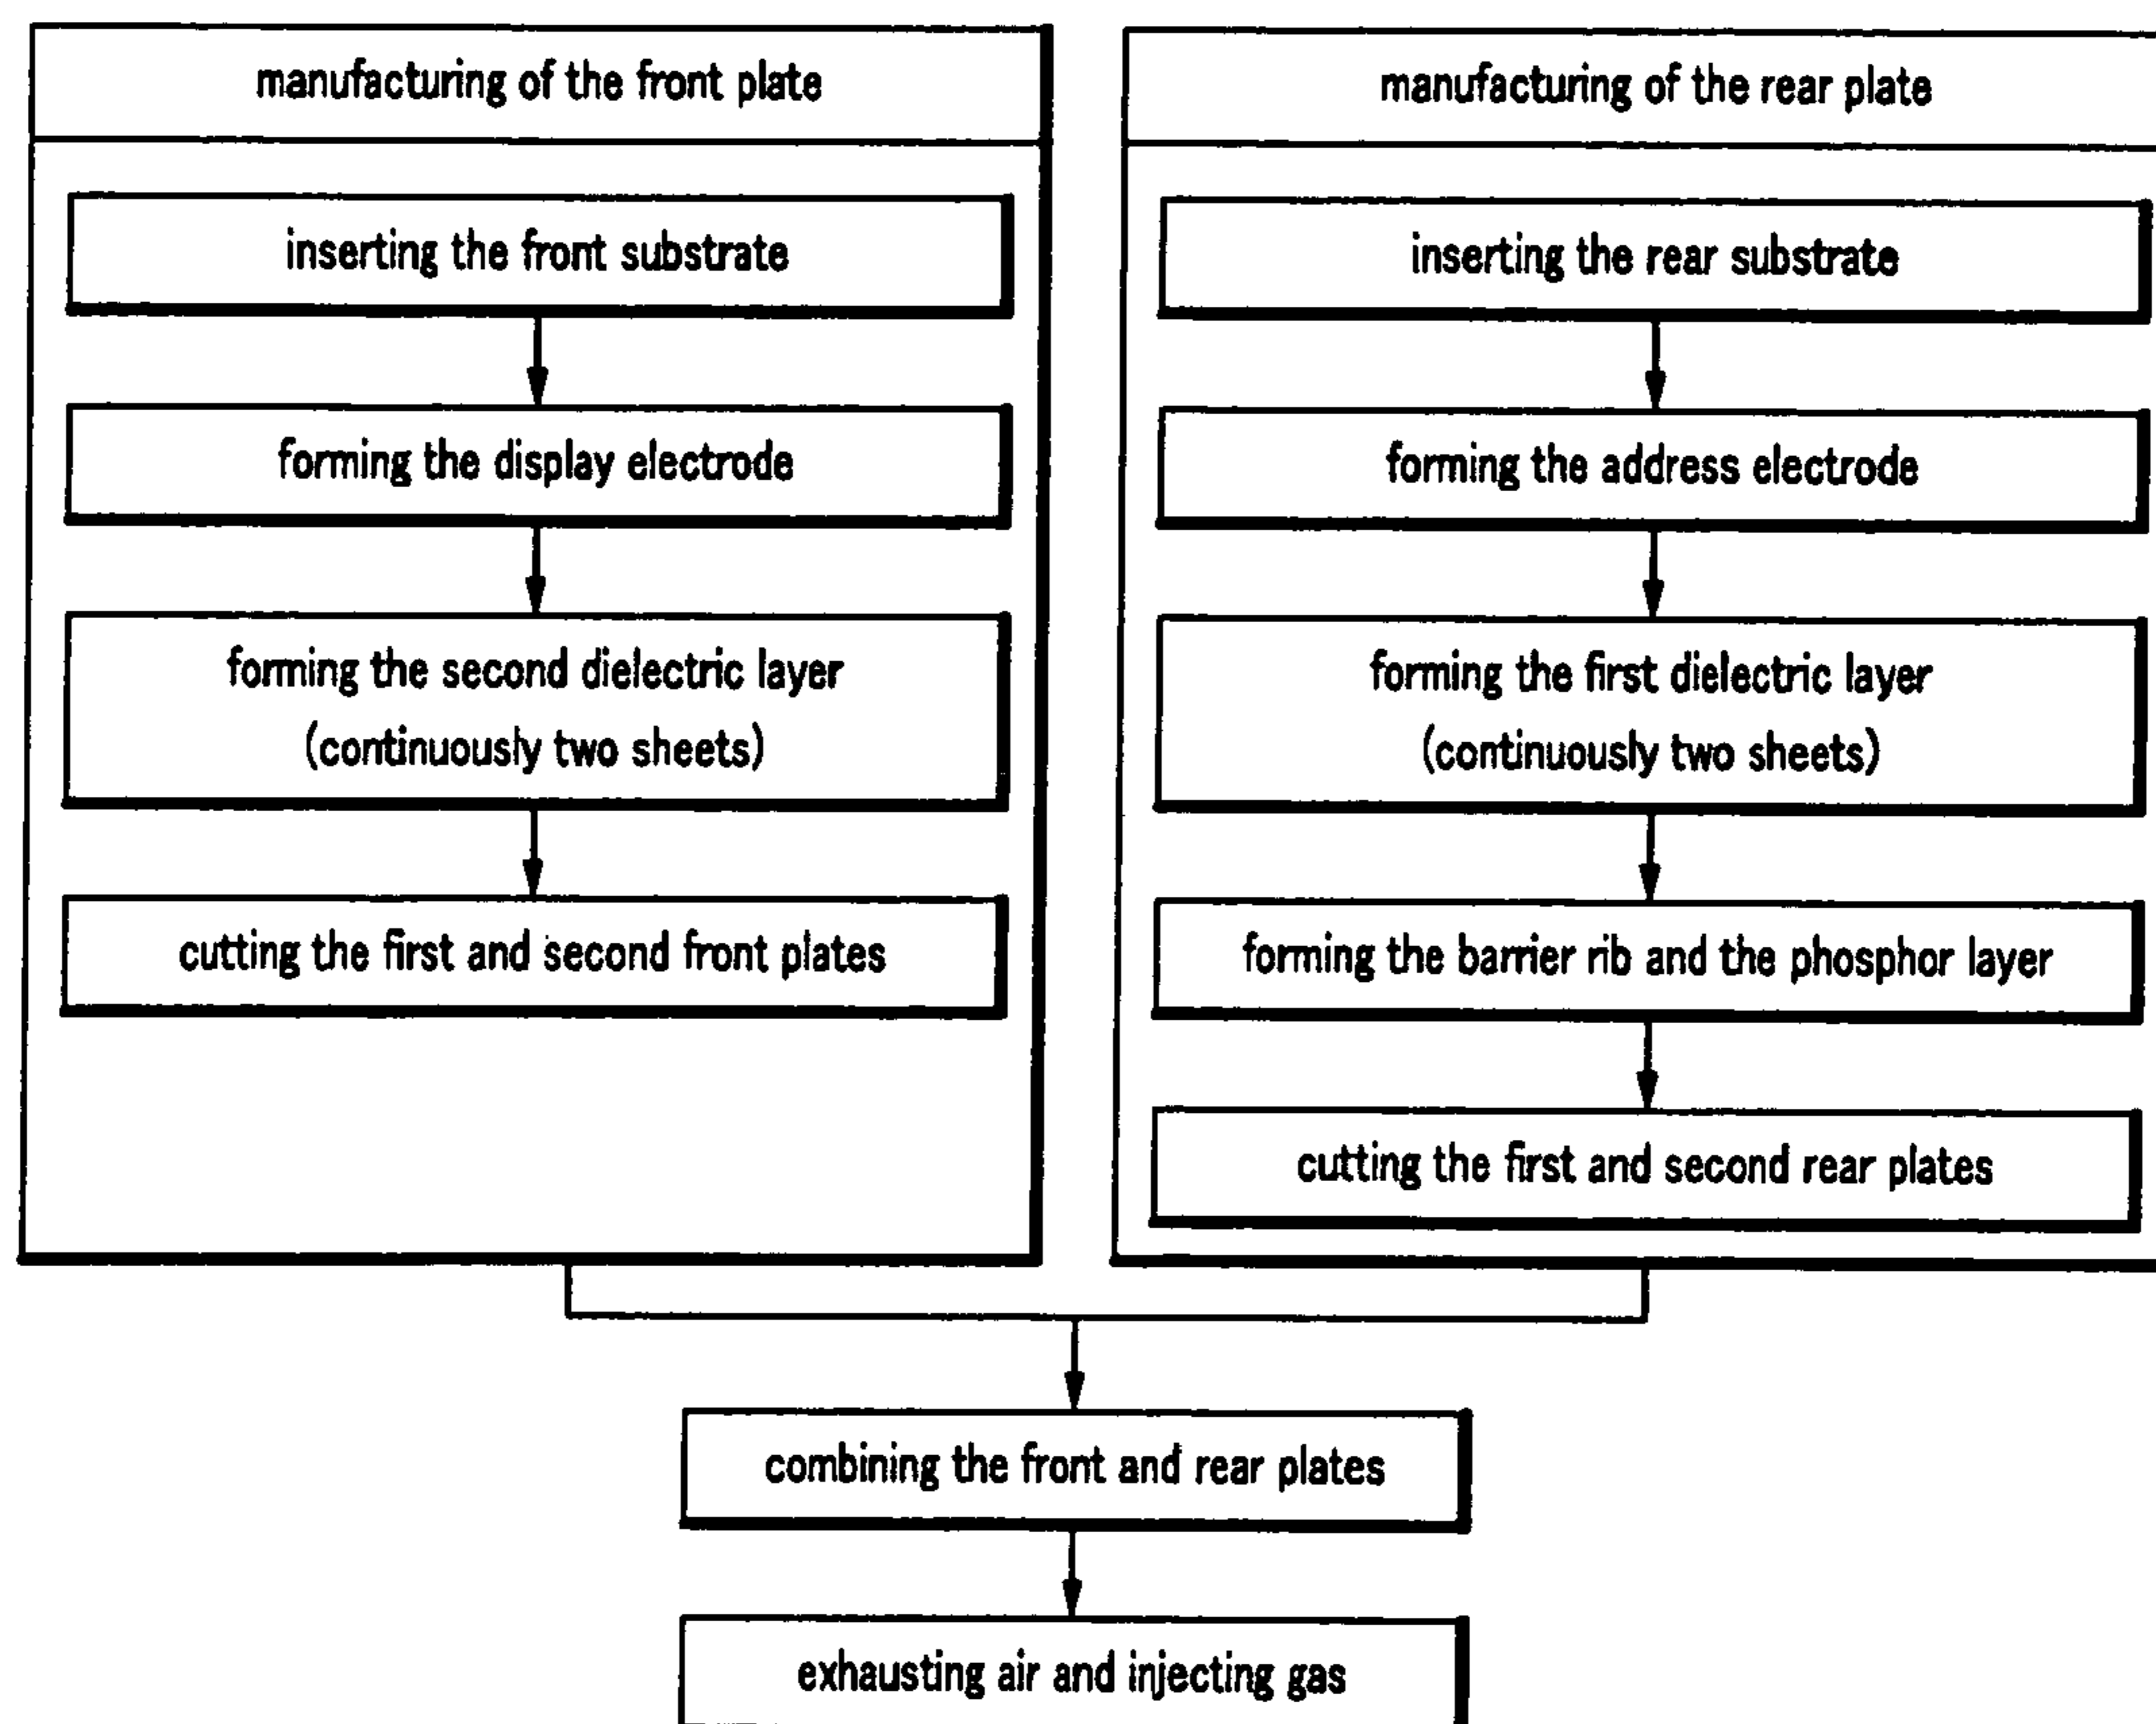 manufacturing of the front plate
inserting the front substrate
forming the display electrode
forming the second dielectric layer
(continuously two sheets)
cutting the first and second front plates
manufacturing of the rear plate
inserting the rear substrate
forming the address electrode
forming the first dielectric layer
(continuously two sheets)
forming the barrier rib and the phosphor layer
cutting the first and second rear plates
combining the front and rear plates
exhausting air and injecting gas